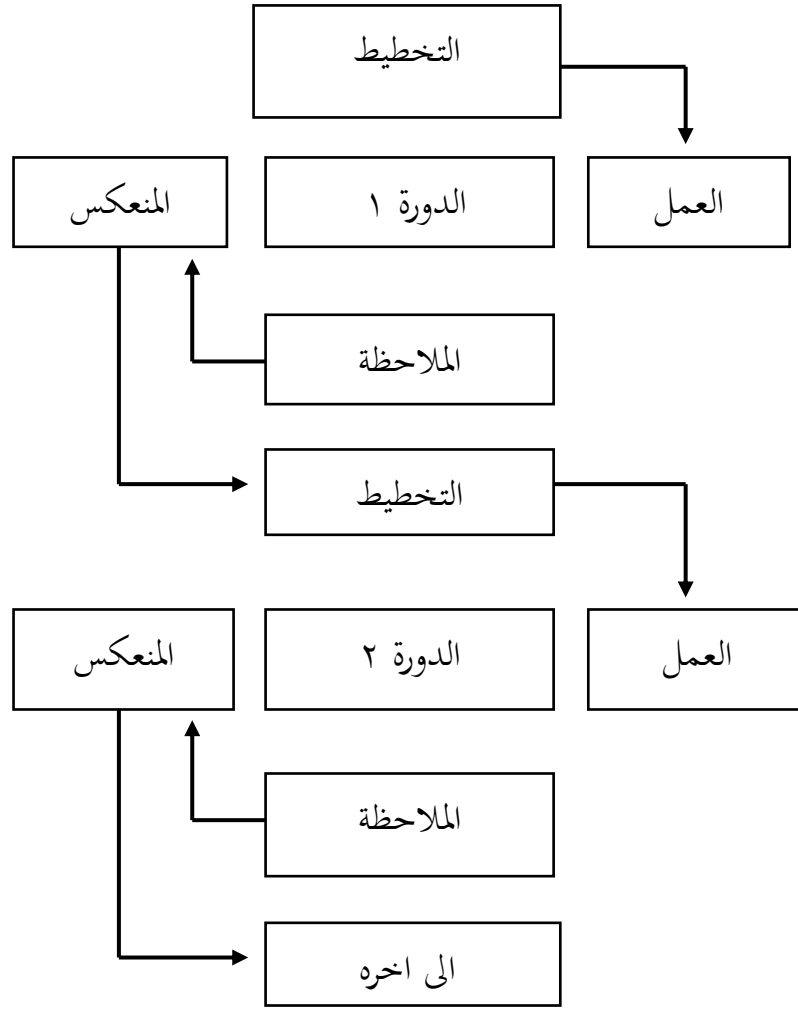 التخطيط
العمل
الدورة ١
المنعكس
الملاحظة
التخطيط
العمل
الدورة ٢
المنعكس
الملاحظة
الى اخره